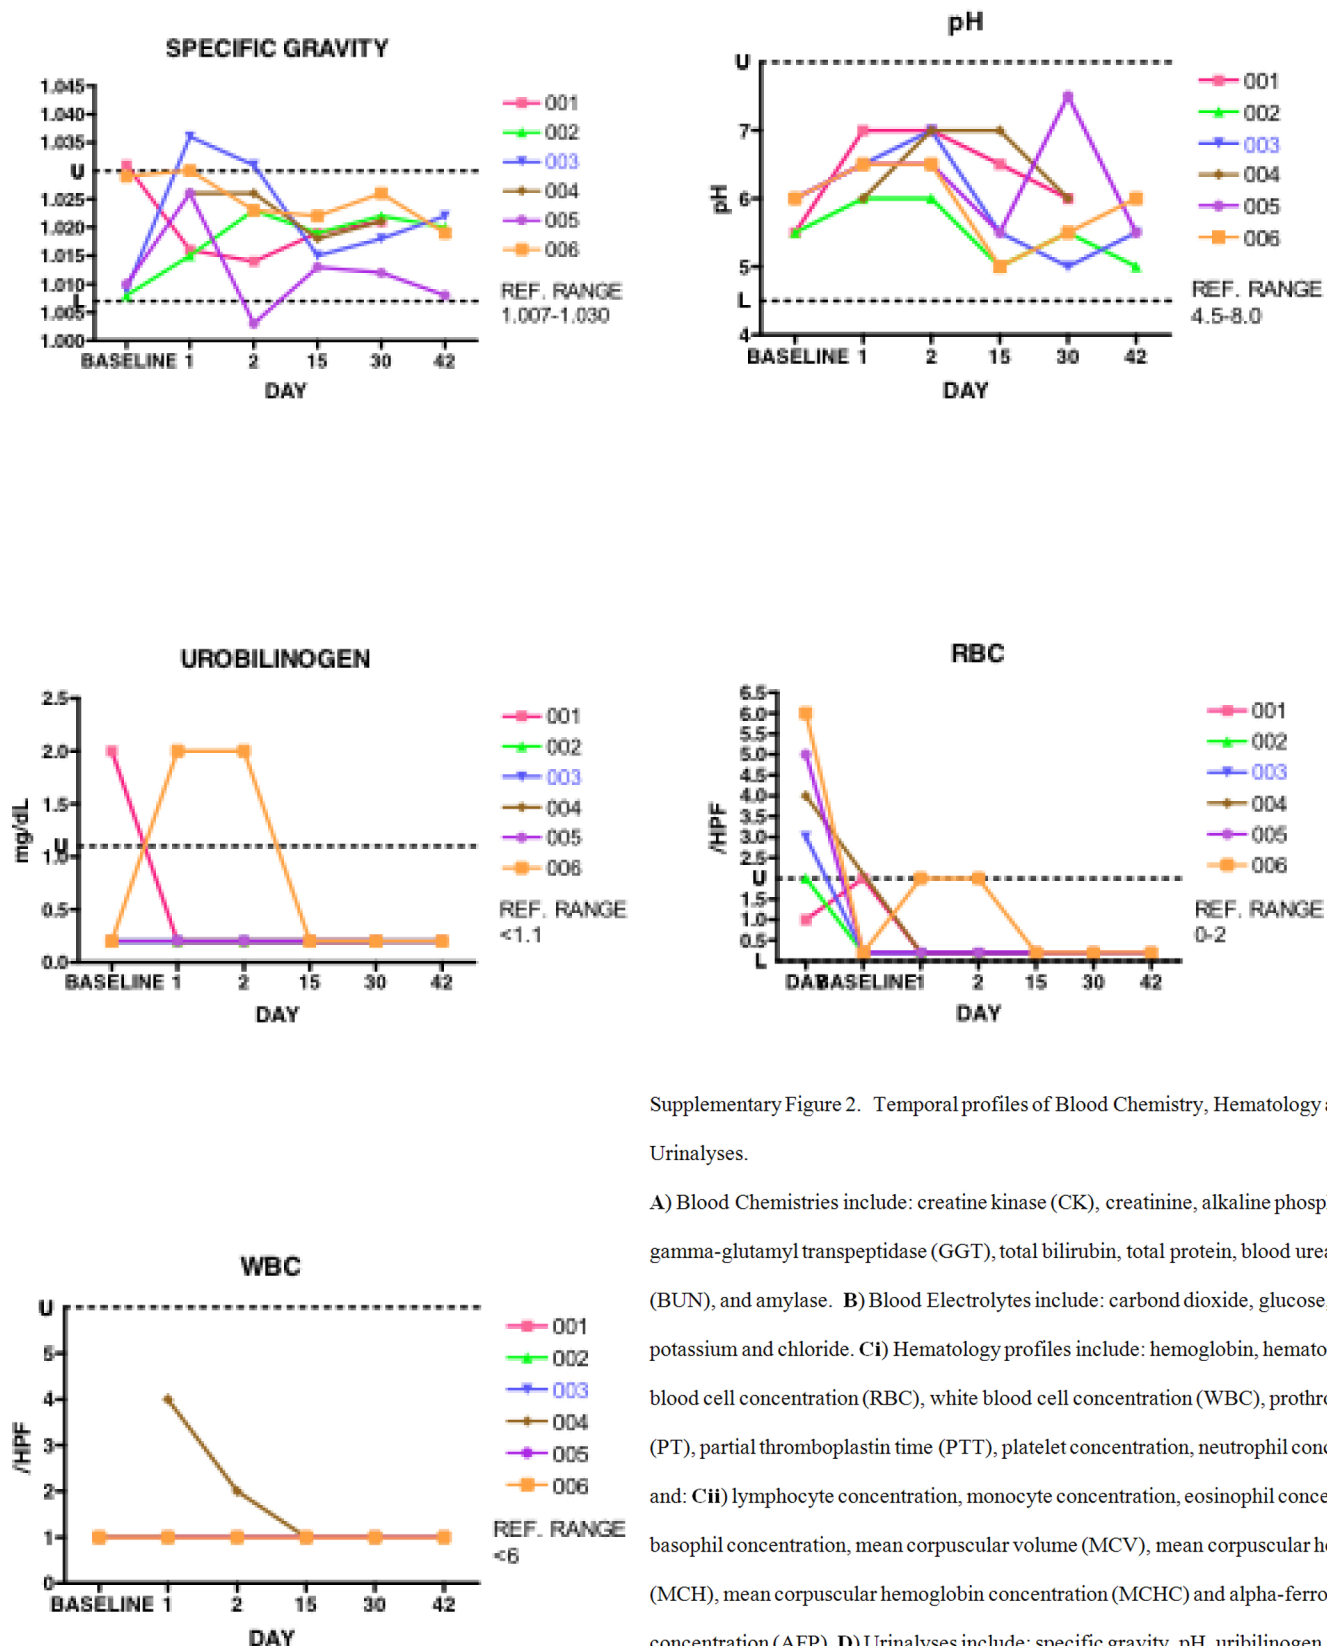 SPECIFIC GRAVITY
1.045
1.040
1.035
U
1.025
1.020
1.015
1.010
L
1.005
1.000
BASELINE 1 2 15 30 42
DAY
001
002
003
004
005
006
REF. RANGE
1.007-1.030
pH
U
7
6
5
L
4
pH
BASELINE 1 2 15 30 42
DAY
001
002
003
004
005
006
REF. RANGE
4.5-8.0
UROBILINOGEN
2.5
2.0
1.5
U
1.0
0.5
0.0
mg/dL
BASELINE 1 2 15 30 42
DAY
001
002
003
004
005
006
REF. RANGE
<1.1
RBC
6.5
6.0
5.5
5.0
4.5
4.0
3.5
3.0
2.5
U
1.5
1.0
0.5
L
/HPF
DAY BASELINE 1 2 15 30 42
DAY
001
002
003
004
005
006
REF. RANGE
0-2
WBC
U
5
4
3
2
1
0
/HPF
BASELINE 1 2 15 30 42
DAY
001
002
003
004
005
006
REF. RANGE
<6
Supplementary Figure 2. Temporal profiles of Blood Chemistry, Hematology a
Urinalyses.
A) Blood Chemistries include: creatine kinase (CK), creatinine, alkaline phosp
gamma-glutamyl transpeptidase (GGT), total bilirubin, total protein, blood urea
(BUN), and amylase. B) Blood Electrolytes include: carbond dioxide, glucose,
potassium and chloride. Ci) Hematology profiles include: hemoglobin, hemato
blood cell concentration (RBC), white blood cell concentration (WBC), prothro
(PT), partial thromboplastin time (PTT), platelet concentration, neutrophil conc
and: Cii) lymphocyte concentration, monocyte concentration, eosinophil conce
basophil concentration, mean corpuscular volume (MCV), mean corpuscular he
(MCH), mean corpuscular hemoglobin concentration (MCHC) and alpha-ferro
concentration (AFP). D) Urinalyses include: specific gravity, pH, uribilinogen